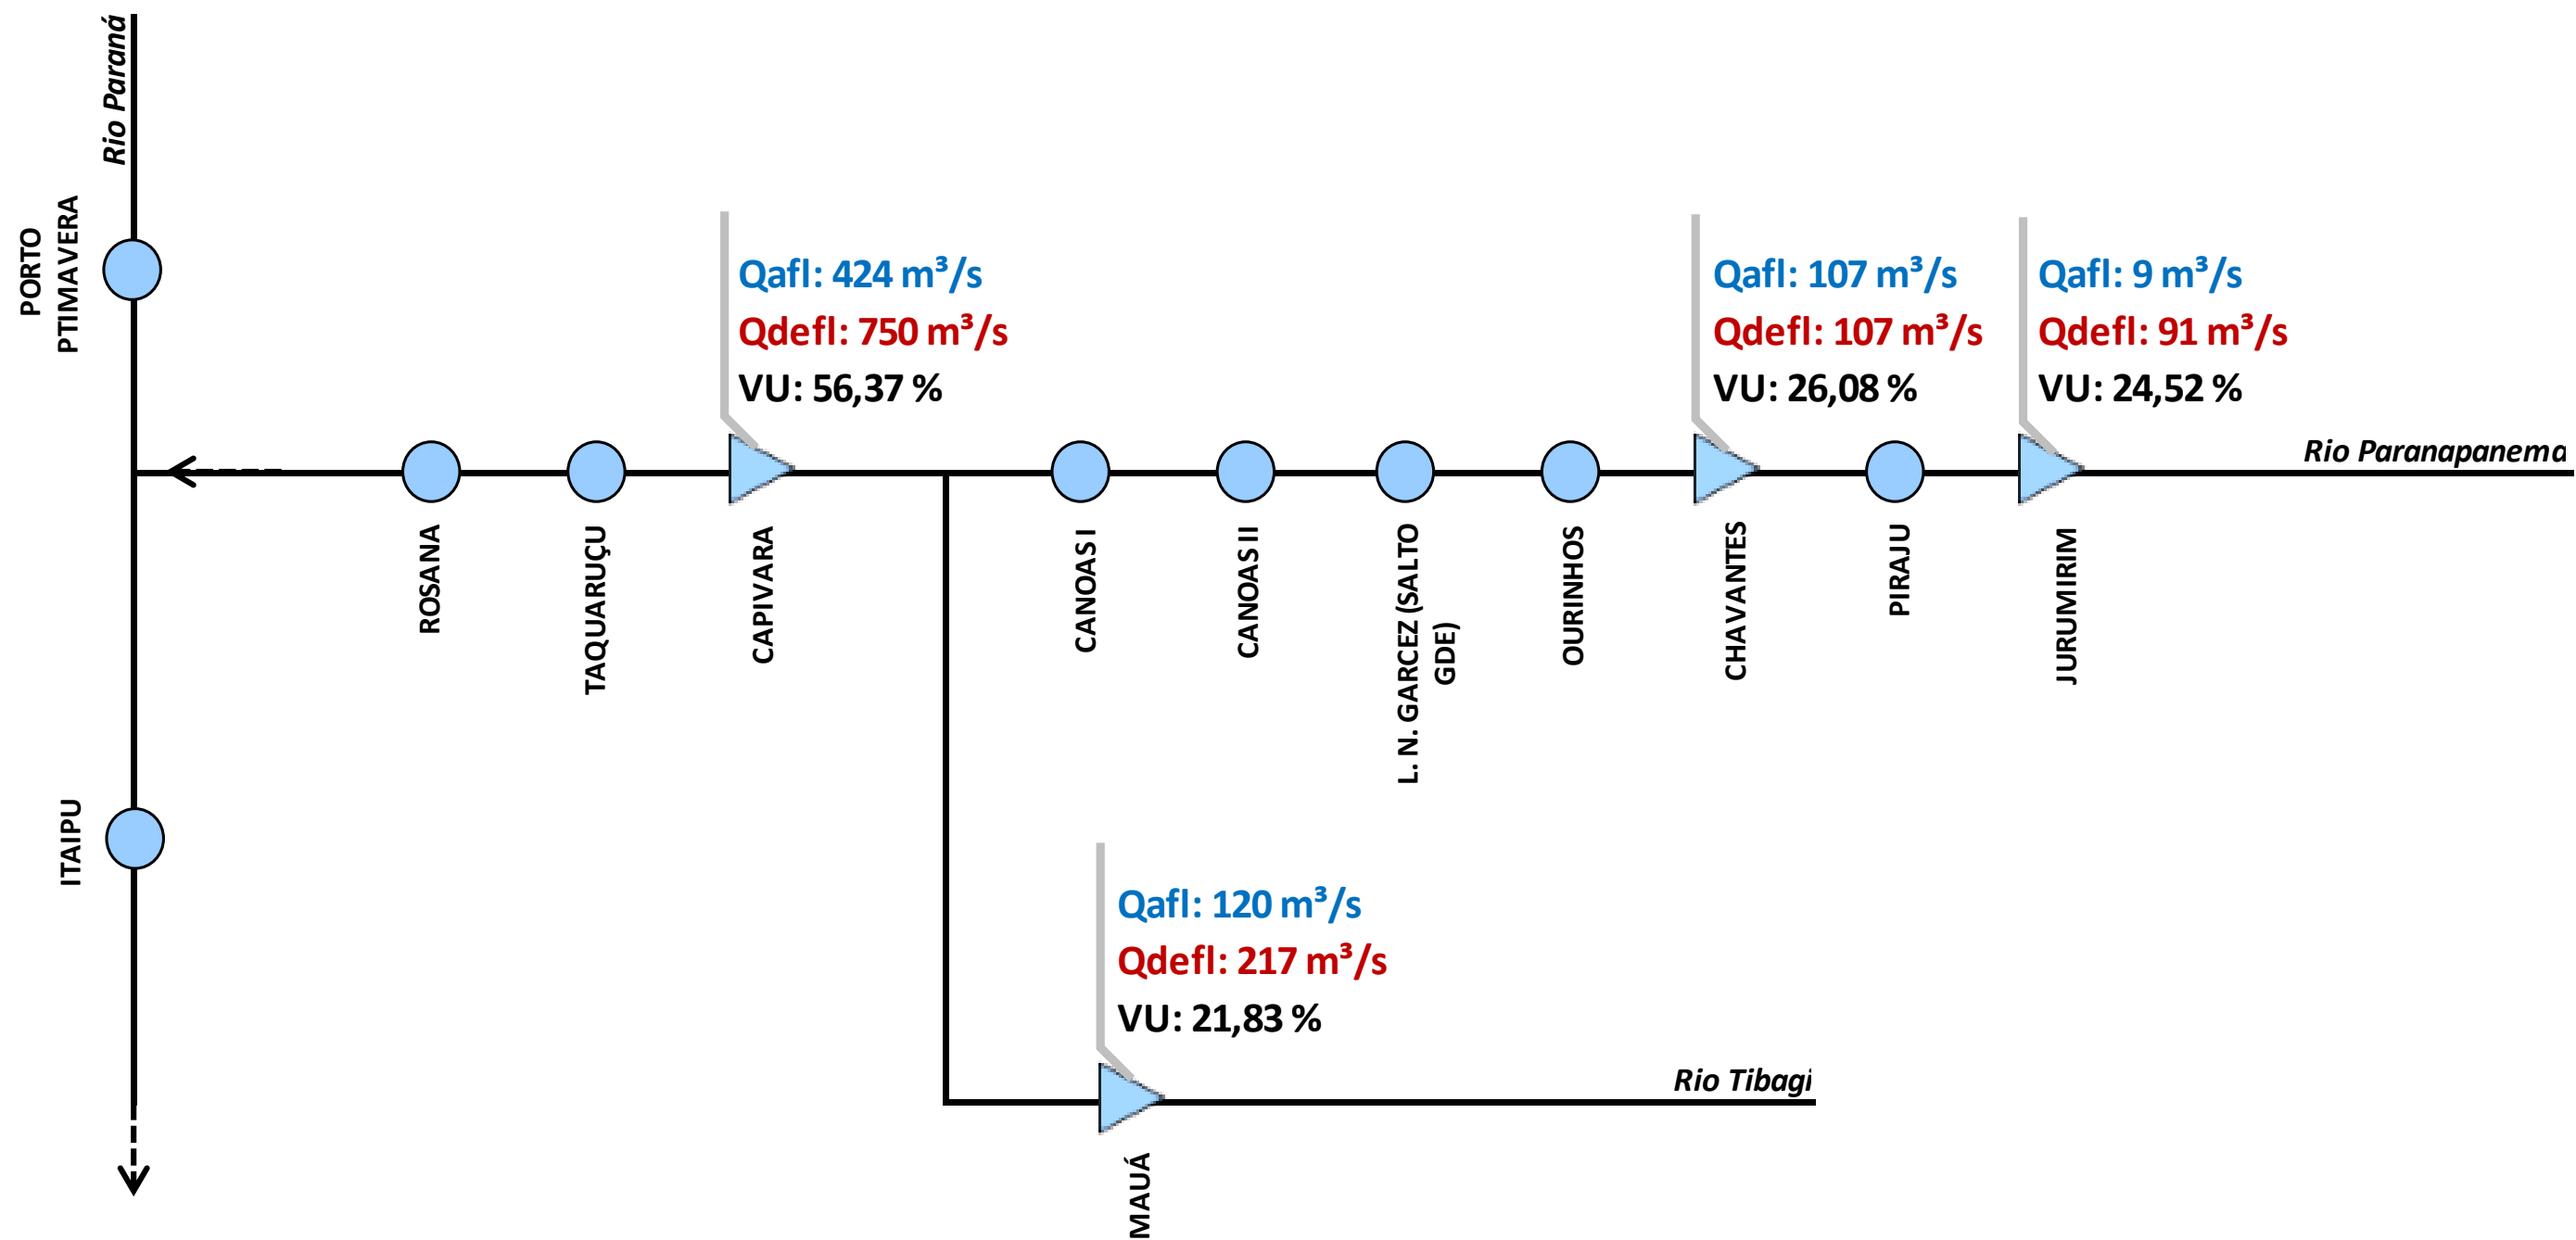 Rio Paraná
PORTO
PTIMAVERA
Qafl: 424 m³/s
Qdefl: 750 m³/s
VU: 56,37 %
Qafl: 107 m³/s
Qdefl: 107 m³/s
VU: 26,08 %
Qafl: 9 m³/s
Qdefl: 91 m³/s
VU: 24,52 %
Rio Paranapanema
ROSANA
TAQUARUÇU
CAPIVARA
CANOAS I
CANOAS II
L. N. GARCEZ (SALTO
GDE)
OURINHOS
CHAVANTES
PIRAJU
JURUMIRIM
ITAIPU
Qafl: 120 m³/s
Qdefl: 217 m³/s
VU: 21,83 %
Rio Tibagi
MAUÁ